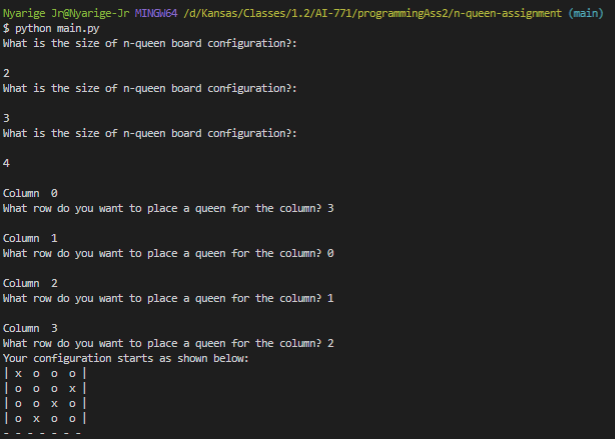 Nyarige Jr@Nyarige-Jr MINGW64 /d/Kansas/Classes/1.2/AI-771/programmingAss2/n-queen-assignment (main)
$ python main.py
What is the size of n-queen board configuration?:
2
What is the size of n-queen board configuration?:
3
What is the size of n-queen board configuration?:
4
Column  0
What row do you want to place a queen for the column? 3
Column  1
What row do you want to place a queen for the column? 0
Column  2
What row do you want to place a queen for the column? 1
Column  3
What row do you want to place a queen for the column? 2
Your configuration starts as shown below:
| x  o  o  o |
| o  o  o  x |
| o  o  x  o |
| o  x  o  o |
- - - - - - -